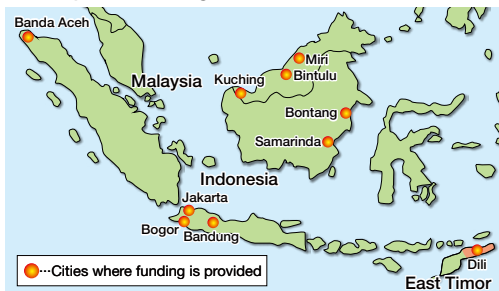 Banda Aceh
Miri
Malaysia
Kuching
Bintulu
Bontang
Samarinda
Indonesia
Jakarta
Bogor
Bandung
Dili
···Cities where funding is provided
East Timor